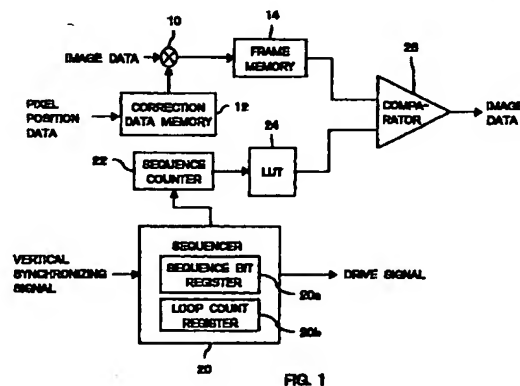 10
14
26
IMAGE DATA
FRAME
MEMORY
PIXEL
POSITION
DATA
CORRECTION
DATA MEMORY
12
COMPA-
RATOR
IMAGE
DATA
24
22
SEQUENCE
COUNTER
LUT
VERTICAL
SYNCHRONIZING
SIGNAL
SEQUENCER
SEQUENCE BIT
REGISTER
20a
LOOP COUNT
REGISTER
20b
DRIVE SIGNAL
20
FIG. 1